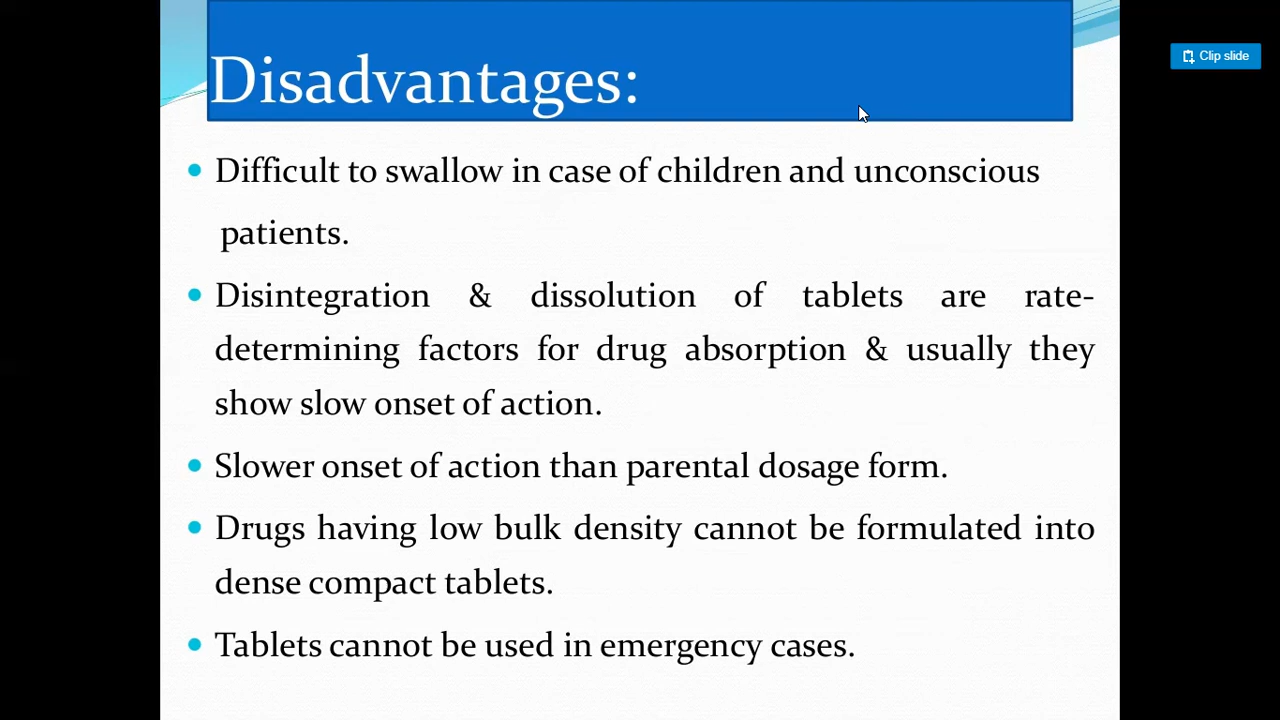 Disadvantages:
Clip slide
• Difficult to swallow in case of children and unconscious
patients.
• Disintegration & dissolution of tablets are rate-
determining factors for drug absorption & usually they
show slow onset of action.
• Slower onset of action than parental dosage form.
• Drugs having low bulk density cannot be formulated into
dense compact tablets.
• Tablets cannot be used in emergency cases.